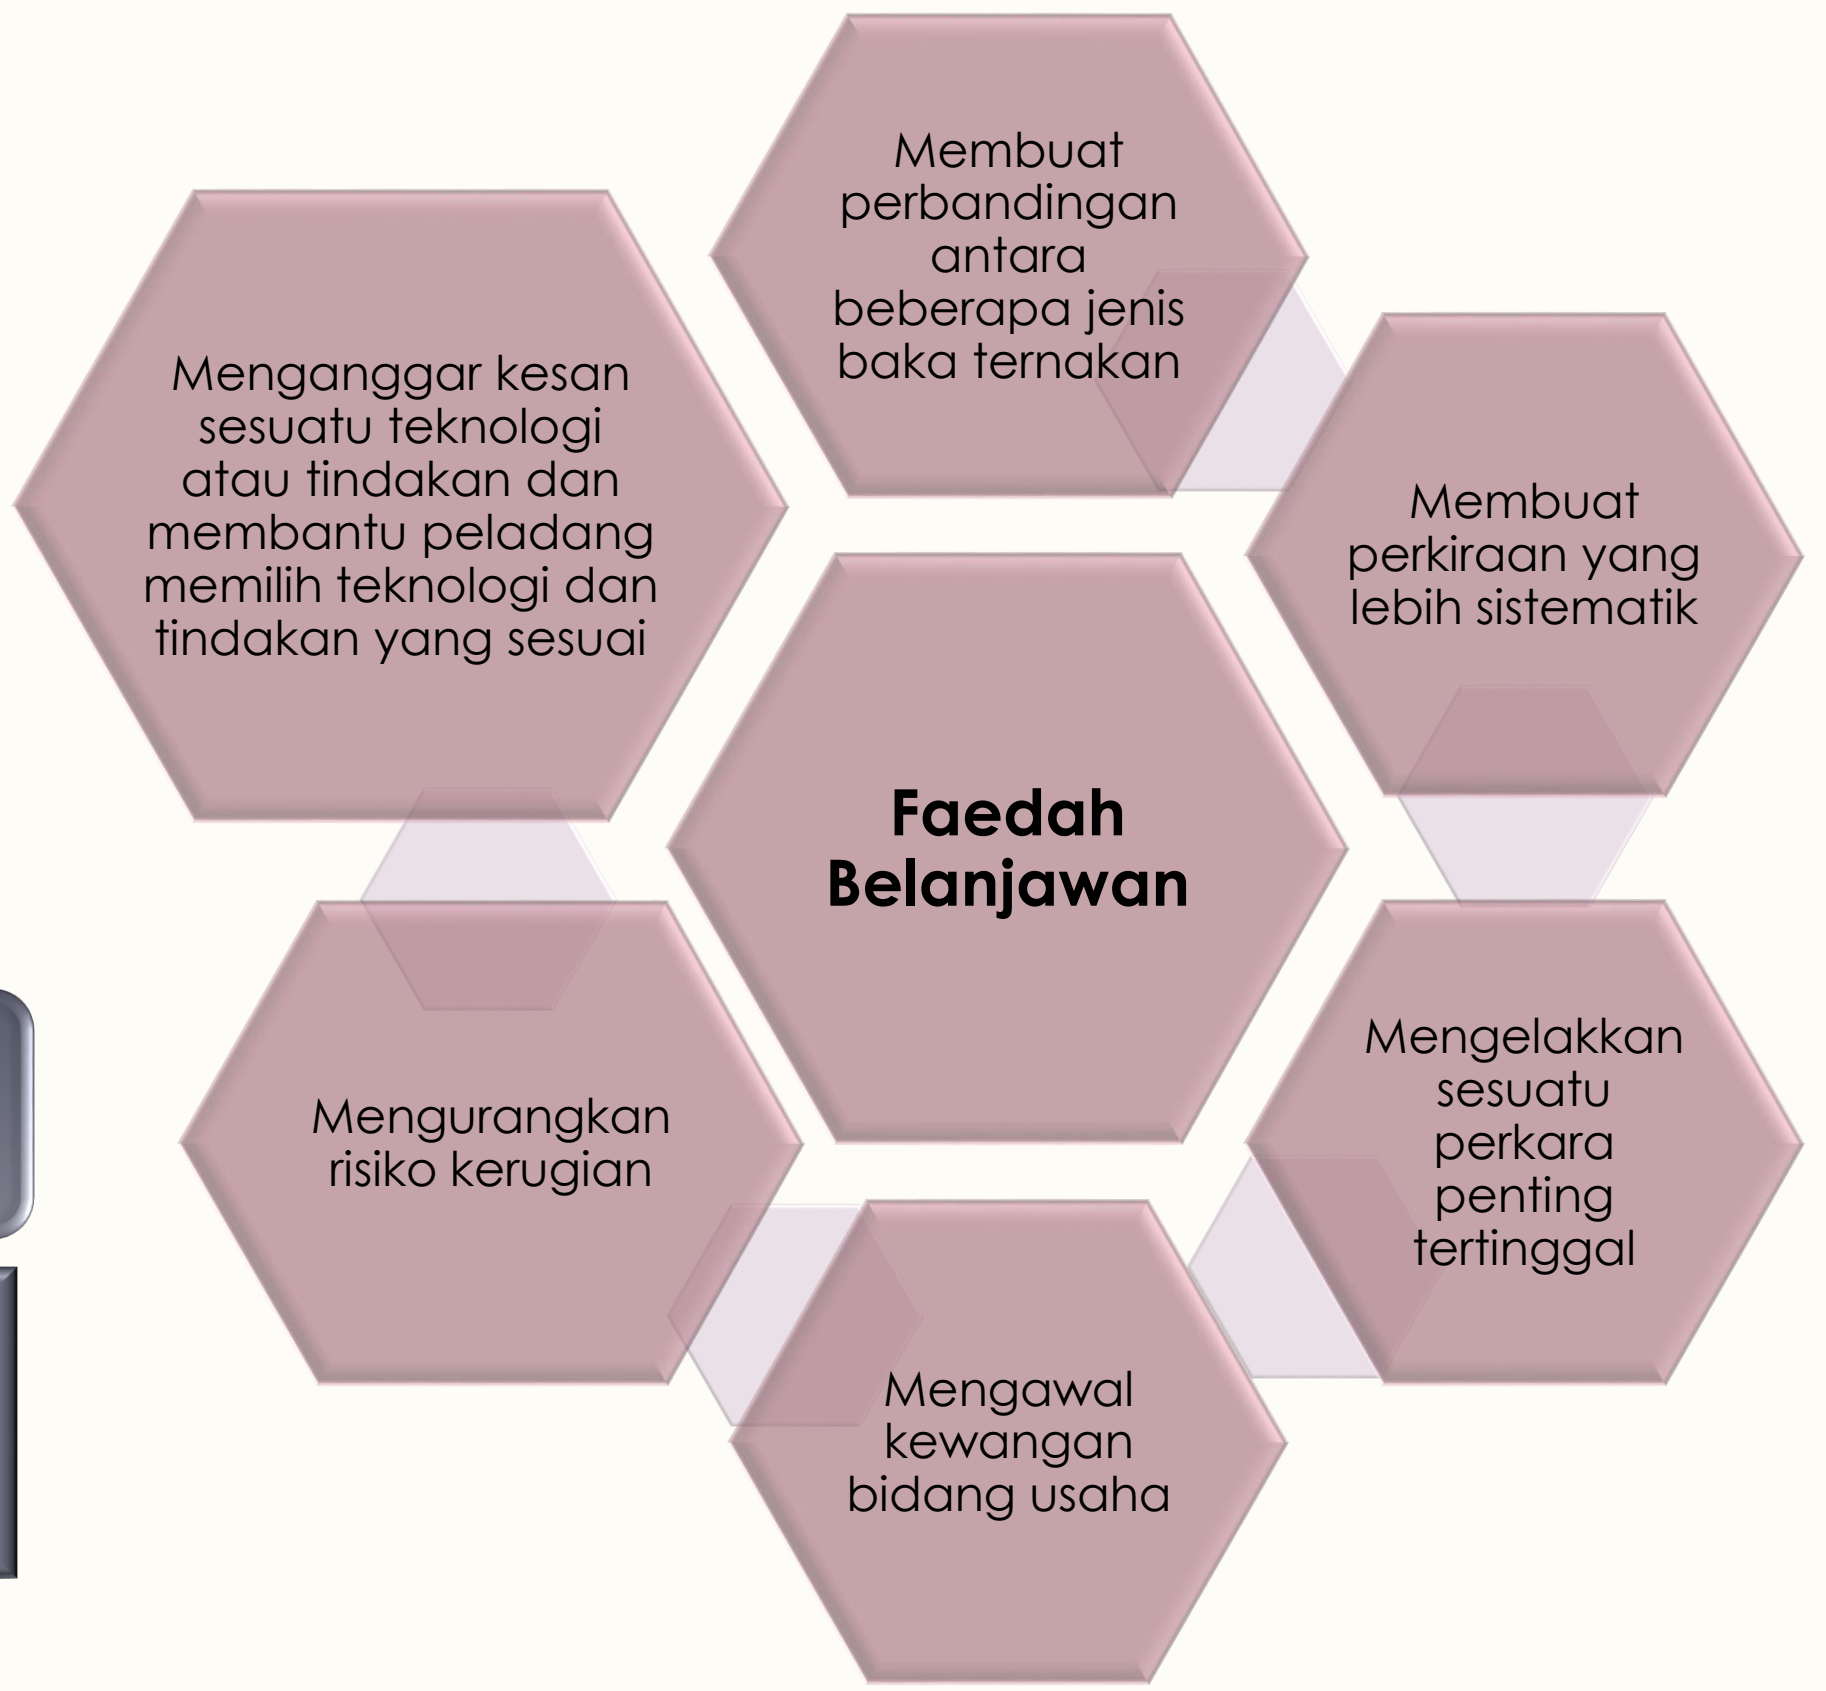 Membuat
perbandingan
antara
beberapa jenis
baka ternakan
Membuat
perkiraan yang
lebih sistematik
Mengelakkan
sesuatu
perkara
penting
tertinggal
Mengawal
kewangan
bidang usaha
Mengurangkan
risiko kerugian
Menganggar kesan
sesuatu teknologi
atau tindakan dan
membantu peladang
memilih teknologi dan
tindakan yang sesuai
Faedah
Belanjawan